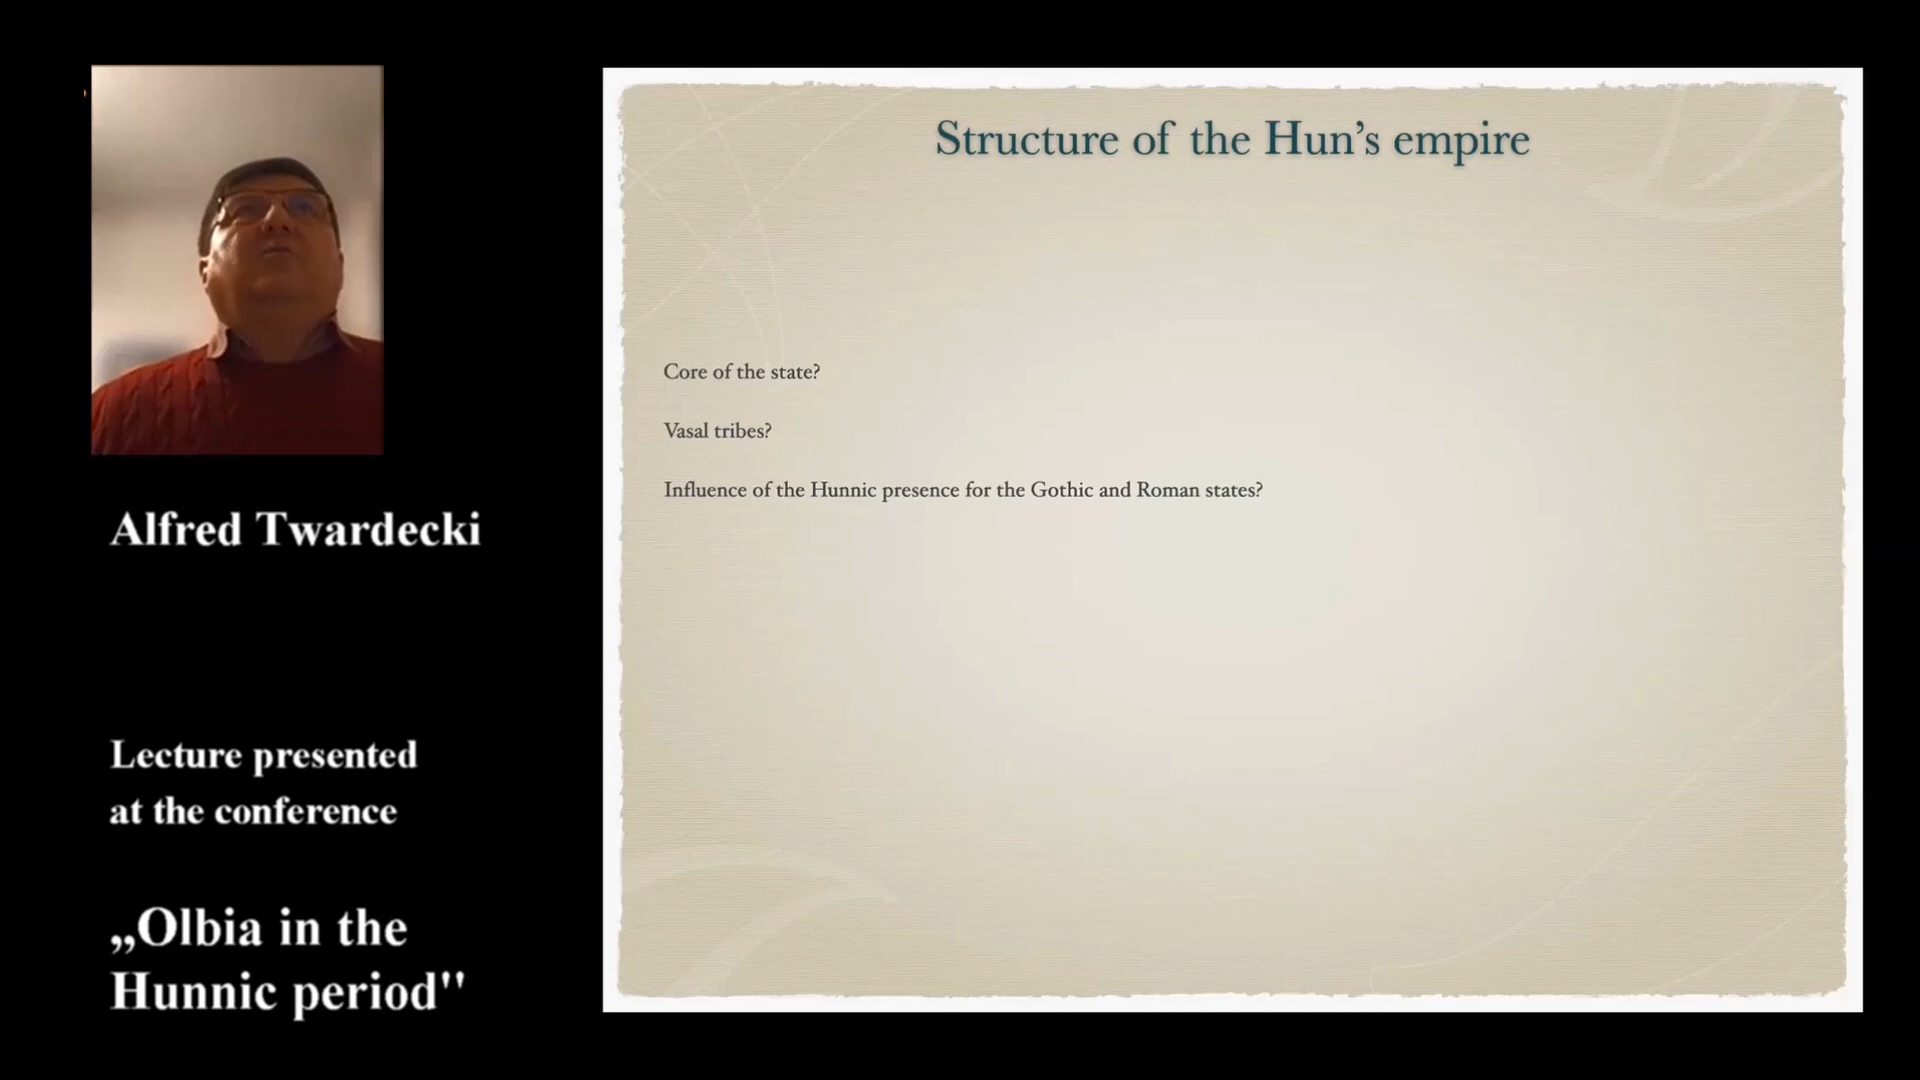 Alfred Twardecki
Lecture presented
at the conference
„Olbia in the
Hunnic period"
Structure of the Hun’s empire
Core of the state?
Vasal tribes?
Influence of the Hunnic presence for the Gothic and Roman states?